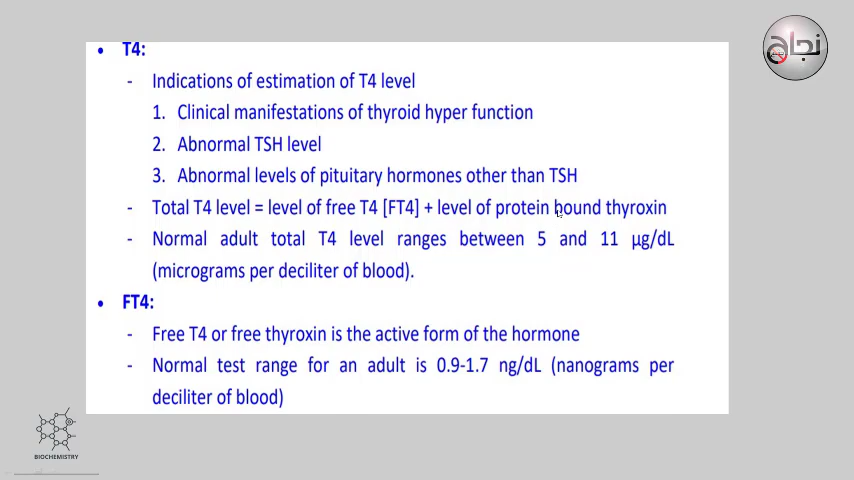 نجاح
• T4:
- Indications of estimation of T4 level
1. Clinical manifestations of thyroid hyper function
2. Abnormal TSH level
3. Abnormal levels of pituitary hormones other than TSH
- Total T4 level = level of free T4 [FT4] + level of protein bound thyroxin
- Normal adult total T4 level ranges between 5 and 11 µg/dL
(micrograms per deciliter of blood).
• FT4:
- Free T4 or free thyroxin is the active form of the hormone
- Normal test range for an adult is 0.9-1.7 ng/dL (nanograms per
deciliter of blood)
BIOCHEMISTRY